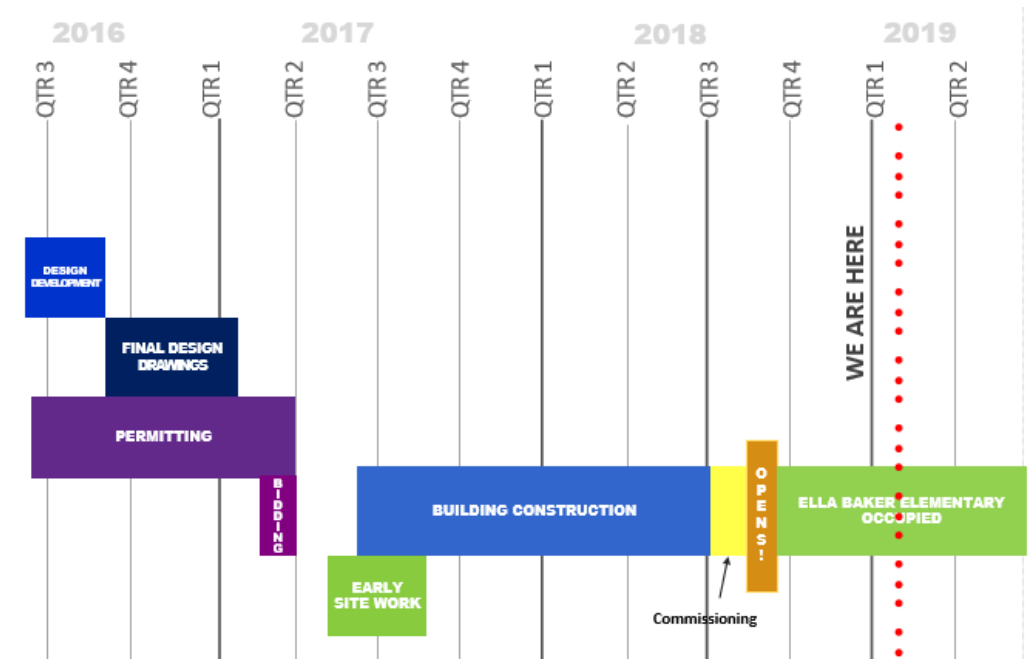 2016
2017
2018
2019
QTR 3
QTR 4
QTR 1
QTR 2
QTR 3
QTR 4
QTR 1
QTR 2
QTR 3
QTR 4
QTR 1
QTR 2
WE ARE HERE
DESIGN
DEVELOPMENT
FINAL DESIGN
DRAWINGS
PERMITTING
BIDDING
BUILDING CONSTRUCTION
OPENS!
ELLA BAKER ELEMENTARY
OCCUPIED
EARLY
SITE WORK
Commissioning